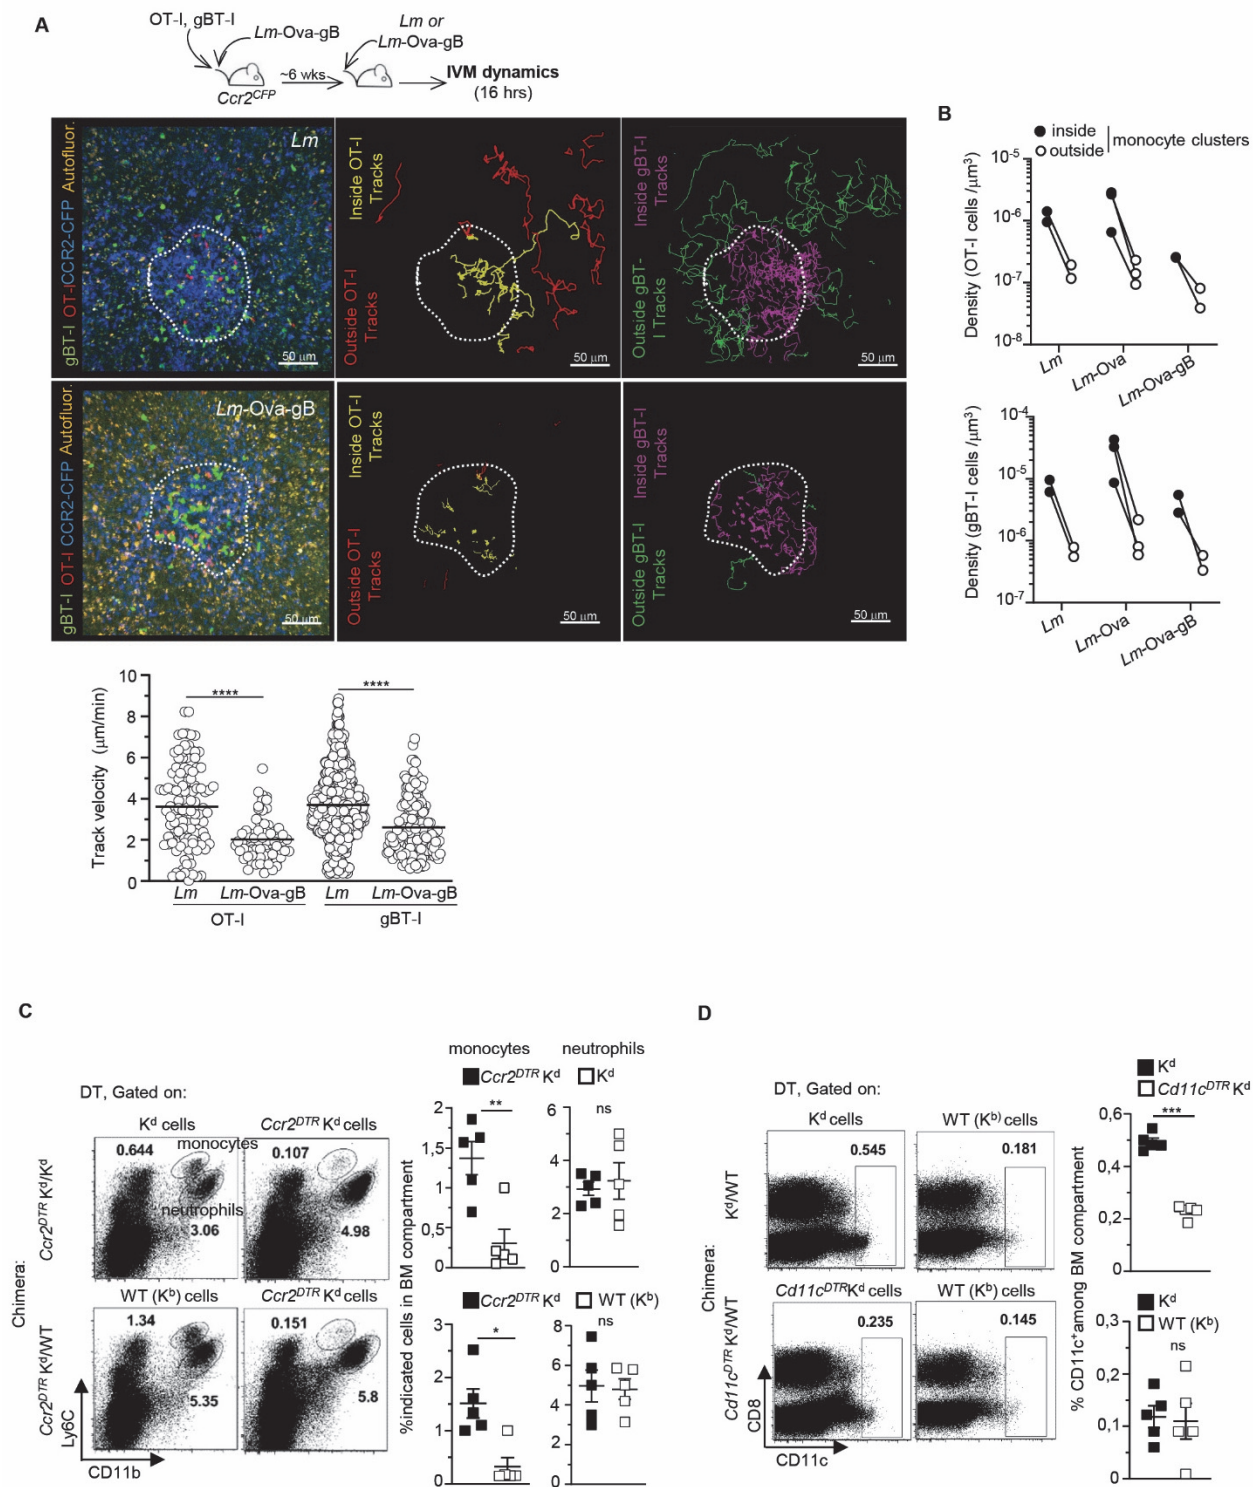 A
OT-I, gBT-I
Lm-Ova-gB
Lm or
Lm-Ova-gB
~6 wks
Ccr2CFP
IVM dynamics
(16 hrs)
gBT-I OT-I CCR2-CFP Autofluor.
Lm
50 µm
Outside OT-I
Tracks
Inside OT-I
Tracks
50 µm
Outside gBT-
I Tracks
Inside gBT-I
Tracks
50 µm
gBT-I OT-I CCR2-CFP Autofluor.
Lm-Ova-gB
50 µm
Outside OT-I
Tracks
Inside OT-I
Tracks
50 µm
Outside gBT-I
Tracks
Inside gBT-I
Tracks
50 µm
Track velocity (µm/min)
10
8
6
4
2
0
****
****
Lm
Lm-Ova-gB
Lm
Lm-Ova-gB
OT-I
gBT-I
B
inside
outside
monocyte clusters
Density (OT-I cells /µm³)
10-5
10-6
10-7
10-8
Lm
Lm-Ova
Lm-Ova-gB
Density (gBT-I cells /µm³)
10-4
10-5
10-6
10-7
Lm
Lm-Ova
Lm-Ova-gB
C
DT, Gated on:
Kd cells
Ccr2DTR Kd cells
Chimera:
Ccr2DTR Kd/Kd
0.644
monocytes
neutrophils
3.06
0.107
4.98
WT (Kb) cells
Ccr2DTR Kd cells
Ccr2DTR Kd/WT
1.34
5.35
0.151
5.8
Ly6C
CD11b
monocytes
neutrophils
Ccr2DTR Kd
Kd
%indicated cells in BM compartment
2
1,5
1
0,5
0
**
8
6
4
2
0
ns
Ccr2DTR Kd
WT (Kb)
4
3
2
1
0
*
8
6
4
2
0
ns
D
DT, Gated on:
Kd cells
WT (Kb) cells
Chimera:
Kd/WT
0.545
0.181
Cd11cDTRKd cells
WT (Kb) cells
Cd11cDTR Kd/WT
0.235
0.145
CD8
CD11c
Kd
Cd11cDTR Kd
% CD11c+among BM compartment
0,6
0,4
0,2
0
***
Kd
WT (Kb)
0,3
0,2
0,1
0
ns